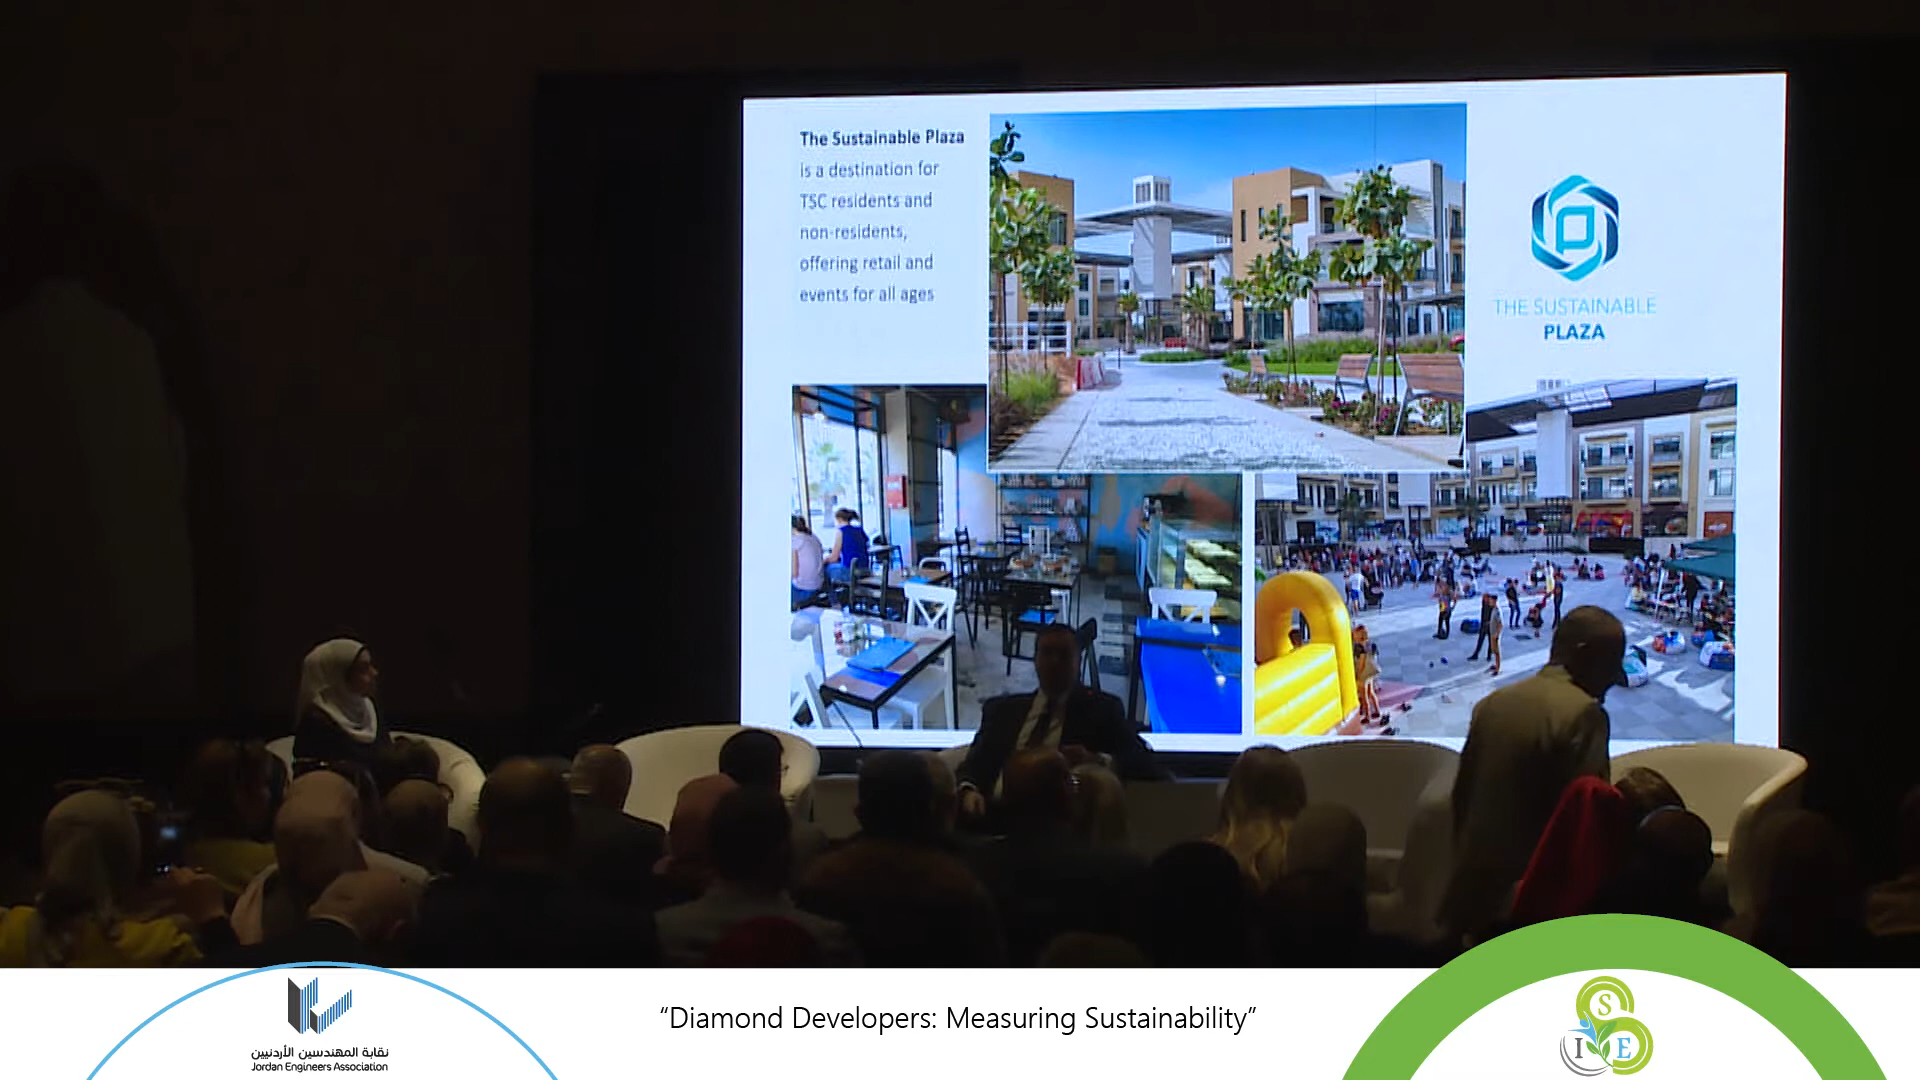 The Sustainable Plaza
is a destination for
TSC residents and
non-residents,
offering retail and
events for all ages
THE SUSTAINABLE
PLAZA
نقابة المهندسين الأردنيين
Jordan Engineers Association
“Diamond Developers: Measuring Sustainability”
S
I E